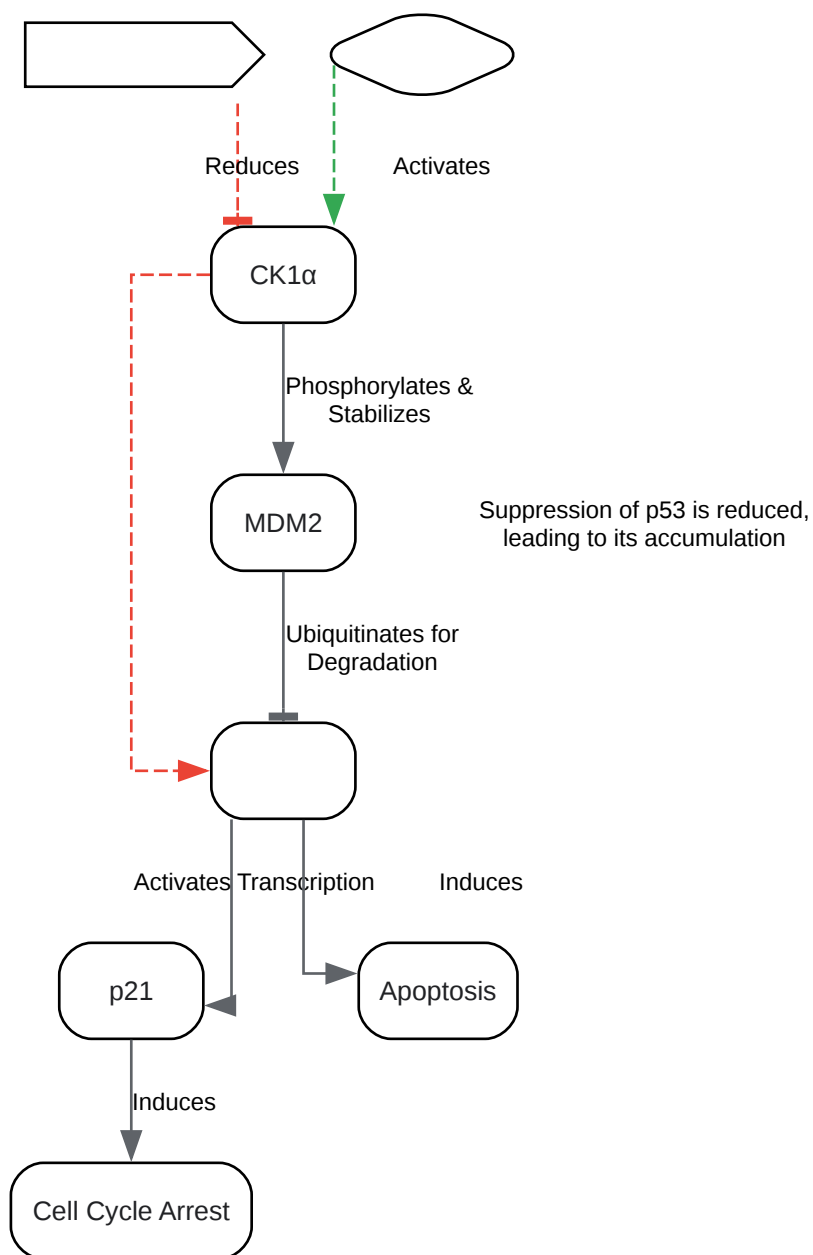 Reduces
Activates
CK1α
Phosphorylates &
Stabilizes
MDM2
Suppression of p53 is reduced,
leading to its accumulation
Ubiquitinates for
Degradation
Activates Transcription
Induces
p21
Apoptosis
Induces
Cell Cycle Arrest